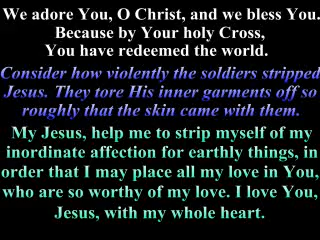 We adore You, O Christ, and we bless You.
Because by Your holy Cross,
You have redeemed the world.
Consider how violently the soldiers stripped
Jesus. They tore His inner garments off so
roughly that the skin came with them.
My Jesus, help me to strip myself of my
inordinate affection for earthly things, in
order that I may place all my love in You,
who are so worthy of my love. I love You,
Jesus, with my whole heart.